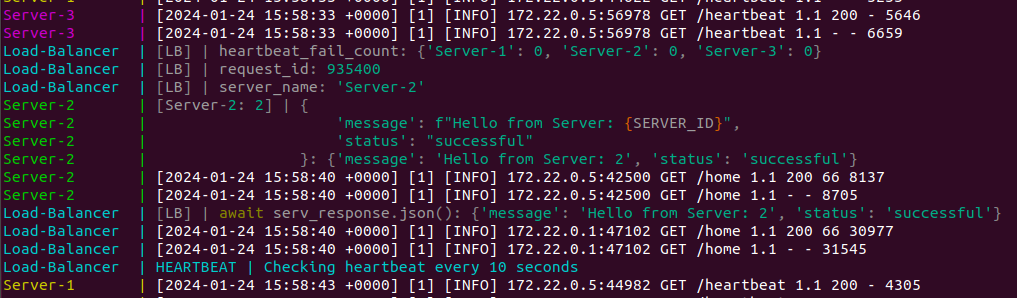 Server-3 | [2024-01-24 15:58:33 +0000] [1] [INFO] 172.22.0.5:56978 GET /heartbeat 1.1 200 - 5646
Server-3 | [2024-01-24 15:58:33 +0000] [1] [INFO] 172.22.0.5:56978 GET /heartbeat 1.1 - - 6659
Load-Balancer | [LB] | heartbeat_fail_count: {'Server-1': 0, 'Server-2': 0, 'Server-3': 0}
Load-Balancer | [LB] | request_id: 935400
Load-Balancer | [LB] | server_name: 'Server-2'
Server-2 | [Server-2: 2] | {
Server-2 | 'message': f"Hello from Server: {SERVER_ID}",
Server-2 | 'status': "successful"
Server-2 | }: {'message': 'Hello from Server: 2', 'status': 'successful'}
Server-2 | [2024-01-24 15:58:40 +0000] [1] [INFO] 172.22.0.5:42500 GET /home 1.1 200 66 8137
Server-2 | [2024-01-24 15:58:40 +0000] [1] [INFO] 172.22.0.5:42500 GET /home 1.1 - - 8705
Load-Balancer | [LB] | await serv_response.json(): {'message': 'Hello from Server: 2', 'status': 'successful'}
Load-Balancer | [2024-01-24 15:58:40 +0000] [1] [INFO] 172.22.0.1:47102 GET /home 1.1 200 66 30977
Load-Balancer | [2024-01-24 15:58:40 +0000] [1] [INFO] 172.22.0.1:47102 GET /home 1.1 - - 31545
Load-Balancer | HEARTBEAT | Checking heartbeat every 10 seconds
Server-1 | [2024-01-24 15:58:43 +0000] [1] [INFO] 172.22.0.5:44982 GET /heartbeat 1.1 200 - 4305